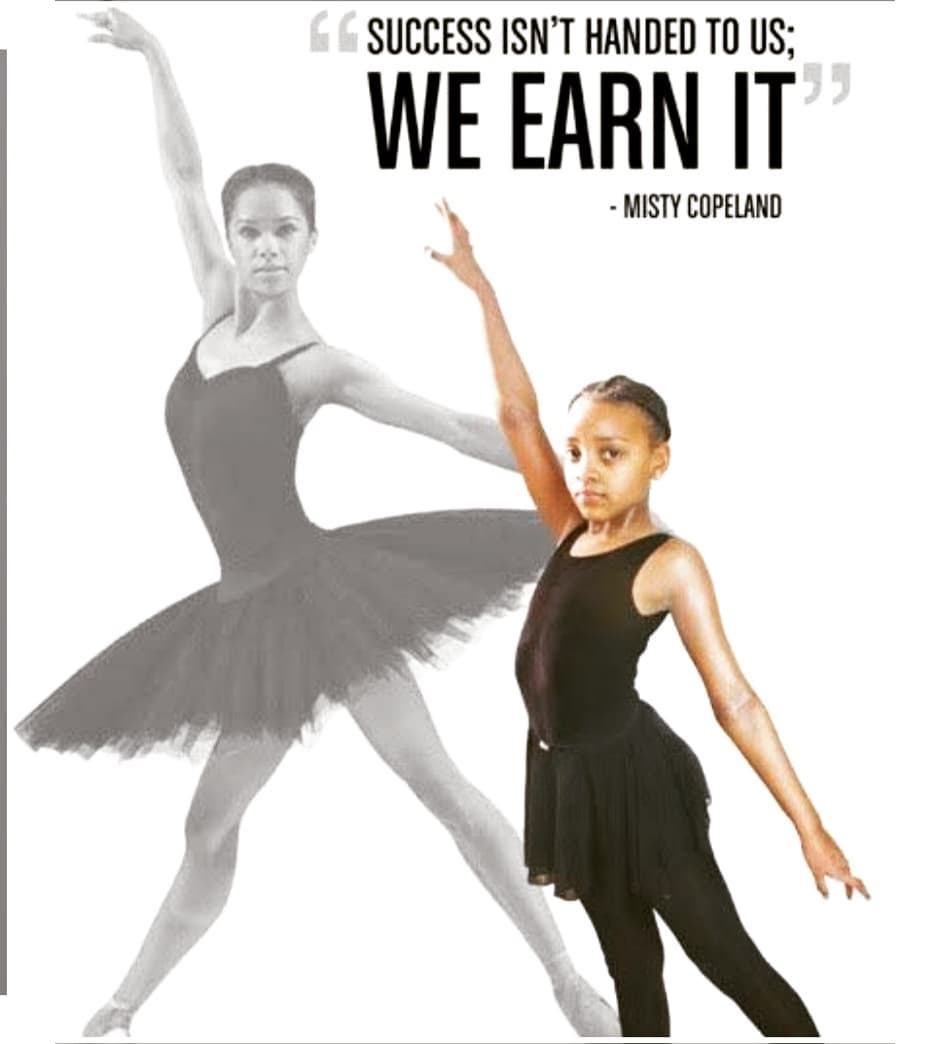 “SUCCESS ISN’T HANDED TO US;
WE EARN IT”
- MISTY COPELAND